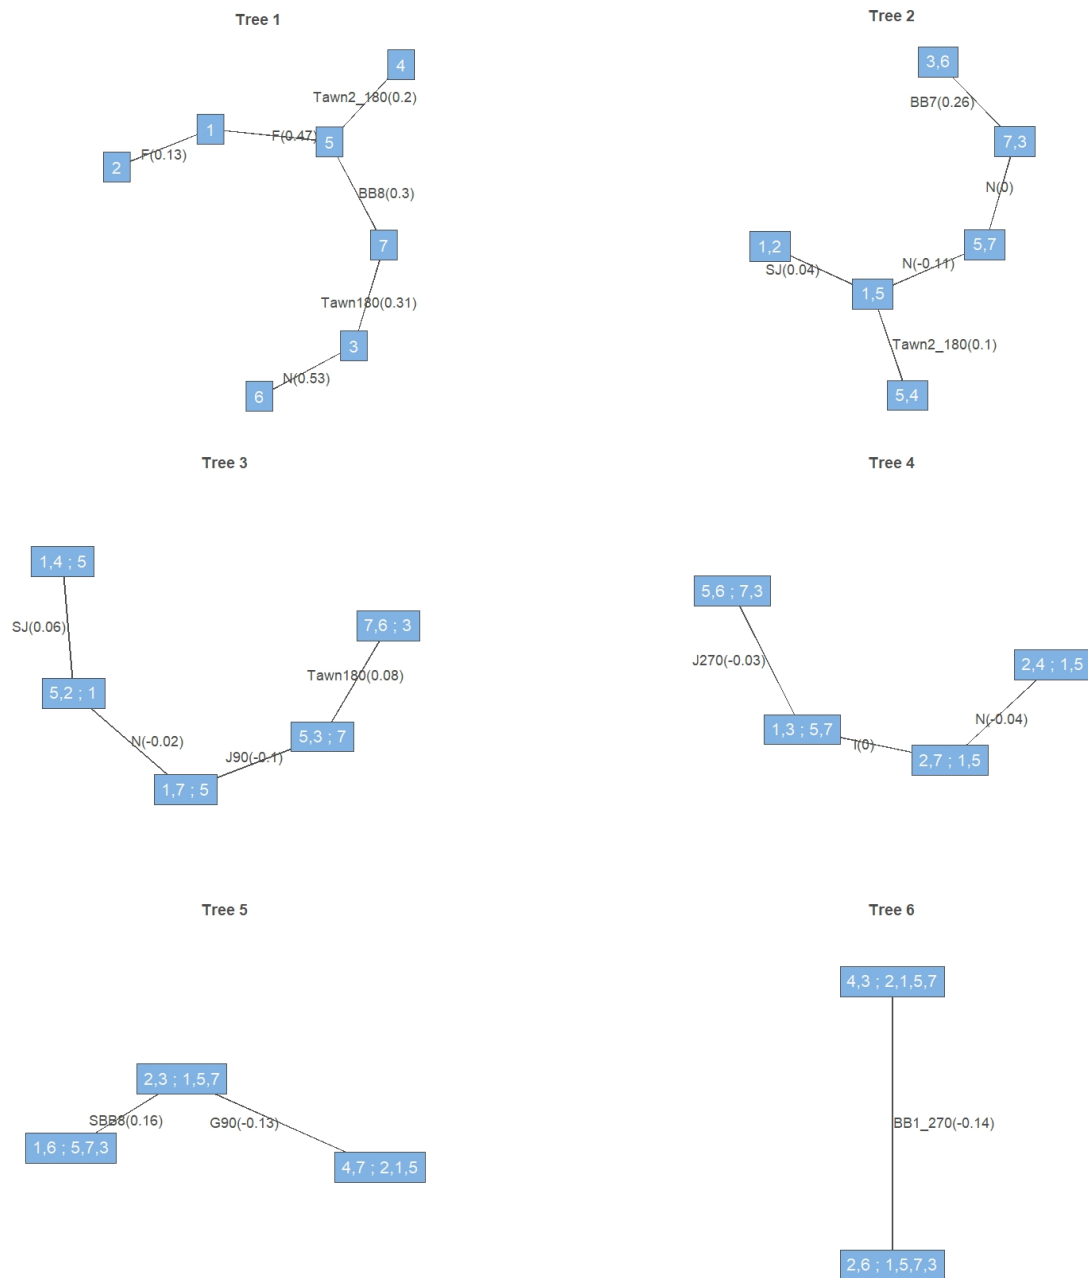 Tree 1
4
Tawn2_180(0.2)
1
F(0.47)
5
F(0.13)
2
BB8(0.3)
7
Tawn180(0.31)
3
N(0.53)
6
Tree 2
3,6
BB7(0.26)
7,3
N(0)
1,2
5,7
SJ(0.04)
N(-0.11)
1,5
Tawn2_180(0.1)
5,4
Tree 3
1,4 ; 5
SJ(0.06)
7,6 ; 3
Tawn180(0.08)
5,2 ; 1
N(-0.02)
5,3 ; 7
J90(-0.1)
1,7 ; 5
Tree 4
5,6 ; 7,3
J270(-0.03)
2,4 ; 1,5
N(-0.04)
1,3 ; 5,7
I(0)
2,7 ; 1,5
Tree 5
2,3 ; 1,5,7
SBB8(0.16)
G90(-0.13)
1,6 ; 5,7,3
4,7 ; 2,1,5
Tree 6
4,3 ; 2,1,5,7
BB1_270(-0.14)
2,6 ; 1,5,7,3